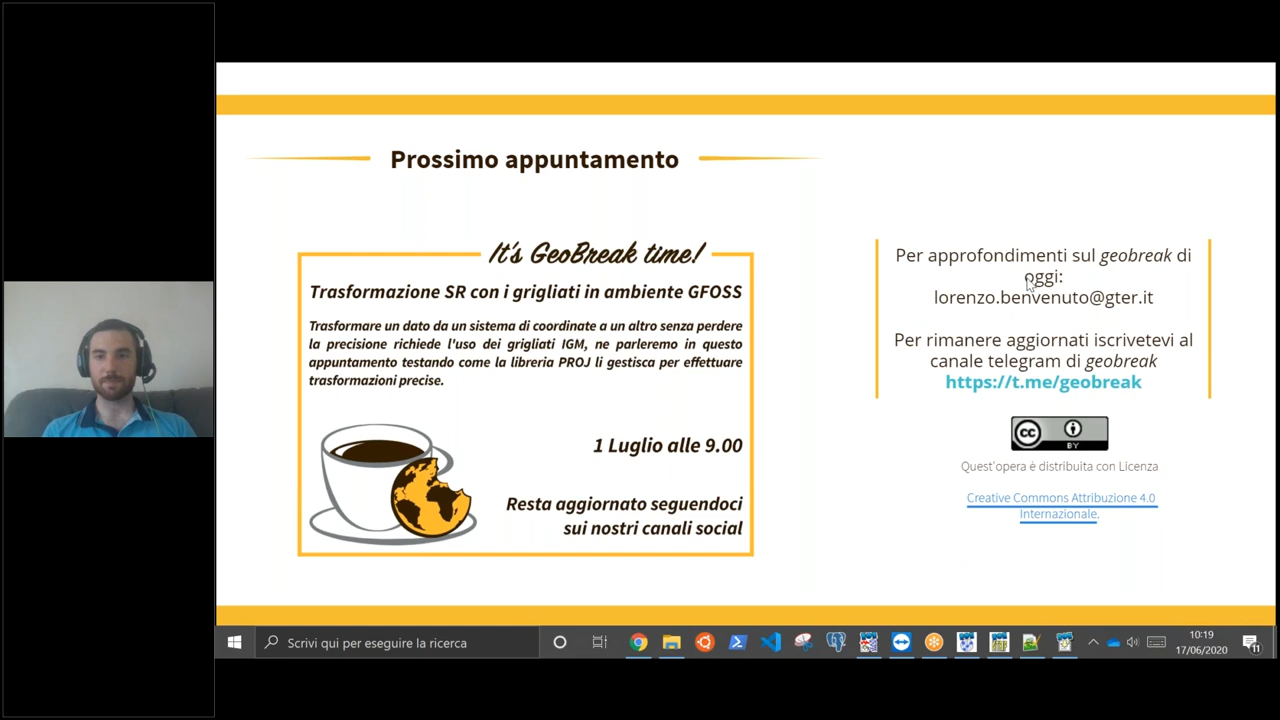 Prossimo appuntamento
It's GeoBreak time!
Trasformazione SR con i grigliati in ambiente GFOSS
Trasformare un dato da un sistema di coordinate a un altro senza perdere
la precisione richiede l'uso dei grigliati IGM, ne parleremo in questo
appuntamento testando come la libreria PROJ li gestisca per effettuare
trasformazioni precise.
1 Luglio alle 9.00
Resta aggiornato seguendoci
sui nostri canali social
Per approfondimenti sul geobreak di
oggi:
lorenzo.benvenuto@gter.it
Per rimanere aggiornati iscrivetevi al
canale telegram di geobreak
https://t.me/geobreak
cc
BY
Quest'opera è distribuita con Licenza
Creative Commons Attribuzione 4.0
Internazionale.
Scrivi qui per eseguire la ricerca
10:19
17/06/2020
11